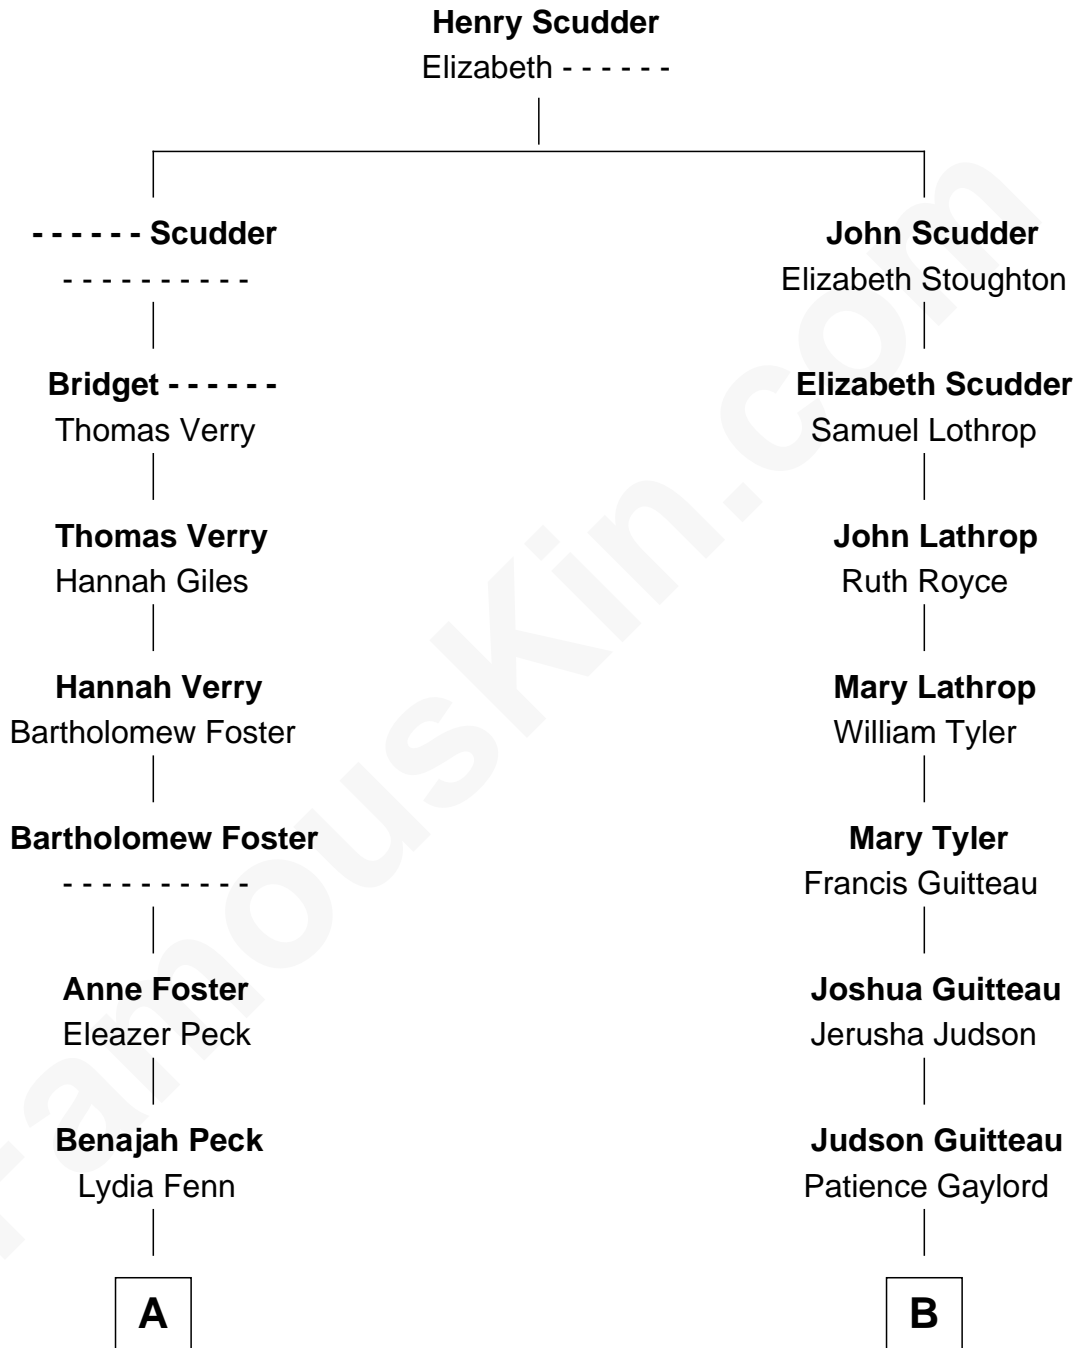 Henry Scudder
Elizabeth - - - - - -
- - - - - - Scudder
- - - - - - - - - -
John Scudder
Elizabeth Stoughton
Bridget - - - - - -
Thomas Verry
Elizabeth Scudder
Samuel Lothrop
Thomas Verry
Hannah Giles
John Lathrop
Ruth Royce
Hannah Verry
Bartholomew Foster
Mary Lathrop
William Tyler
Bartholomew Foster
- - - - - - - - - -
Mary Tyler
Francis Guitteau
Anne Foster
Eleazer Peck
Joshua Guitteau
Jerusha Judson
Benajah Peck
Lydia Fenn
Judson Guitteau
Patience Gaylord
A
B
FamousKin.com